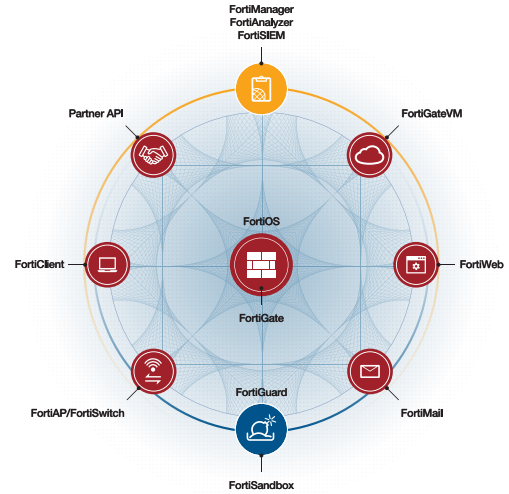 FortiManager
FortiAnalyzer
FortiSIEM
Partner API
FortiGateVM
FortiOS
FortiClient
FortiWeb
FortiGate
FortiGuard
FortiAP/FortiSwitch
FortiMail
FortiSandbox